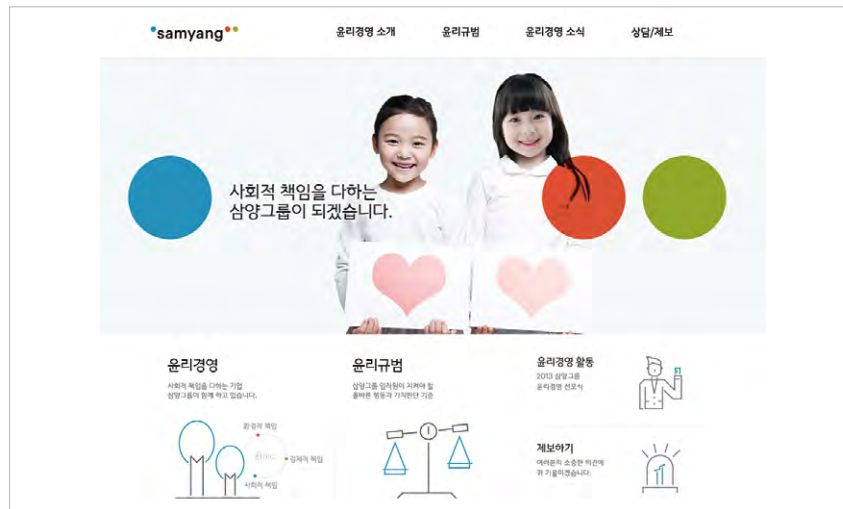 samyang
윤리경영 소개 윤리규범 윤리경영 소식 상담/제보
사회적 책임을 다하는
삼양그룹이 되겠습니다.
윤리경영
사회적 책임을 다하는 기업
삼양그룹이 함께 하고 있습니다.
환경적 책임
경제적 책임
사회적 책임
윤리규범
삼양그룹 임직원이 지켜야 할
올바른 행동과 가치판단 기준
윤리경영 활동
2013 삼양그룹
윤리경영 선포식
제보하기
여러분의 소중한 의견에
귀 기울이겠습니다.